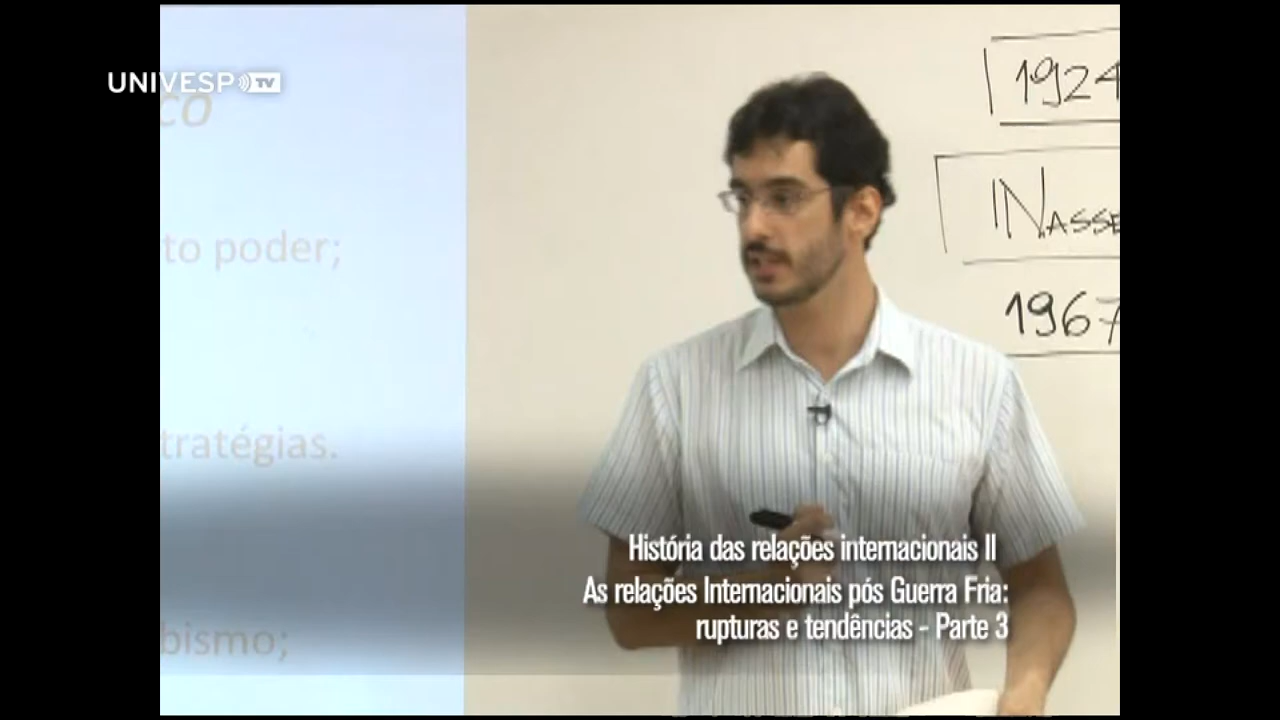 UNIVESP TV
to poder;
tratégias.
bismo;
1924
NASSE
1967
História das relações internacionais II
As relações Internacionais pós Guerra Fria:
rupturas e tendências - Parte 3